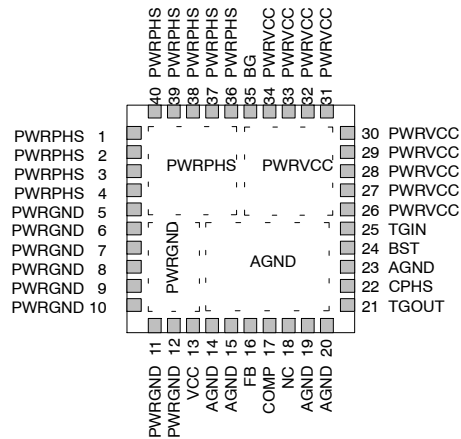 40 PWRPHS
39 PWRPHS
38 PWRPHS
37 PWRPHS
36 PWRPHS
35 BG
34 PWRVCC
33 PWRVCC
32 PWRVCC
31 PWRVCC
PWRPHS 1
PWRPHS 2
PWRPHS 3
PWRPHS 4
PWRGND 5
PWRGND 6
PWRGND 7
PWRGND 8
PWRGND 9
PWRGND 10
PWRPHS
PWRVCC
PWRGND
AGND
30 PWRVCC
29 PWRVCC
28 PWRVCC
27 PWRVCC
26 PWRVCC
25 TGIN
24 BST
23 AGND
22 CPHS
21 TGOUT
PWRGND 11
PWRGND 12
VCC 13
AGND 14
AGND 15
FB 16
COMP 17
NC 18
AGND 19
AGND 20